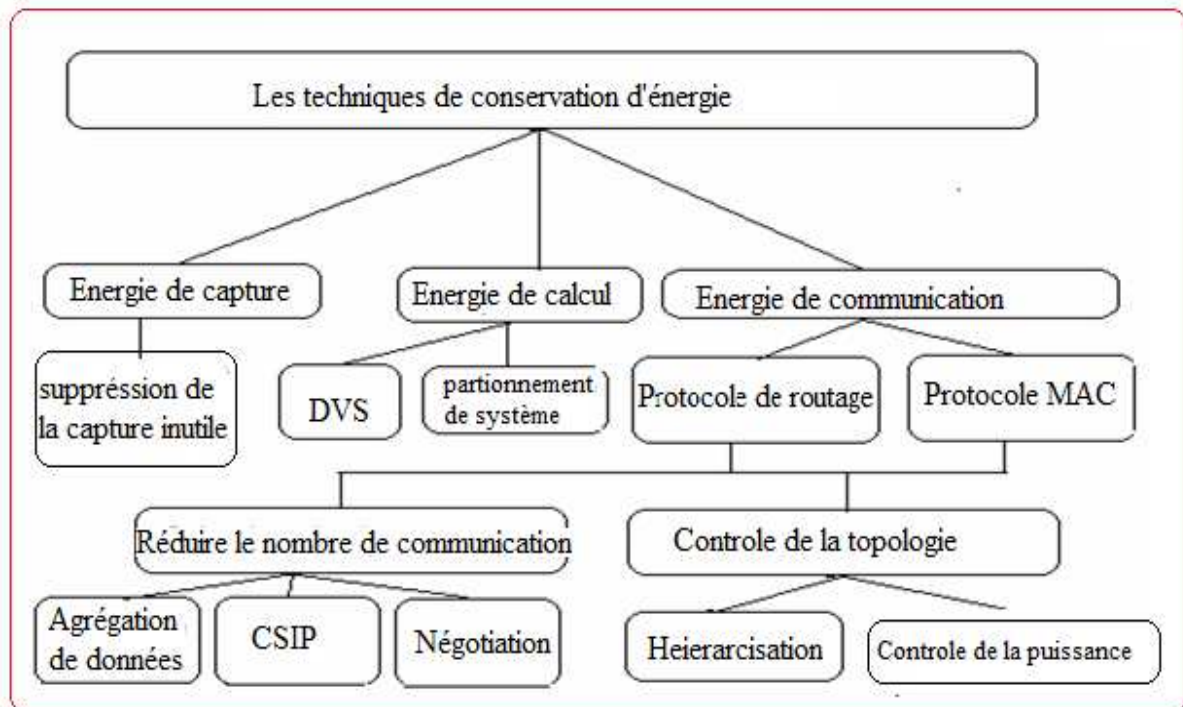 Les techniques de conservation d'énergie
Energie de capture
Energie de calcul
Energie de communication
suppréssion de
la capture inutile
DVS
partionnement
de système
Protocole de routage
Protocole MAC
Réduire le nombre de communication
Controle de la topologie
Agrégation
de données
CSIP
Négotiation
Heierarcisation
Controle de la puissance